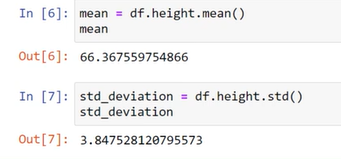 In [6]: mean = df.height.mean()
mean
Out[6]: 66.367559754866
In [7]: std_deviation = df.height.std()
std_deviation
Out[7]: 3.847528120795573